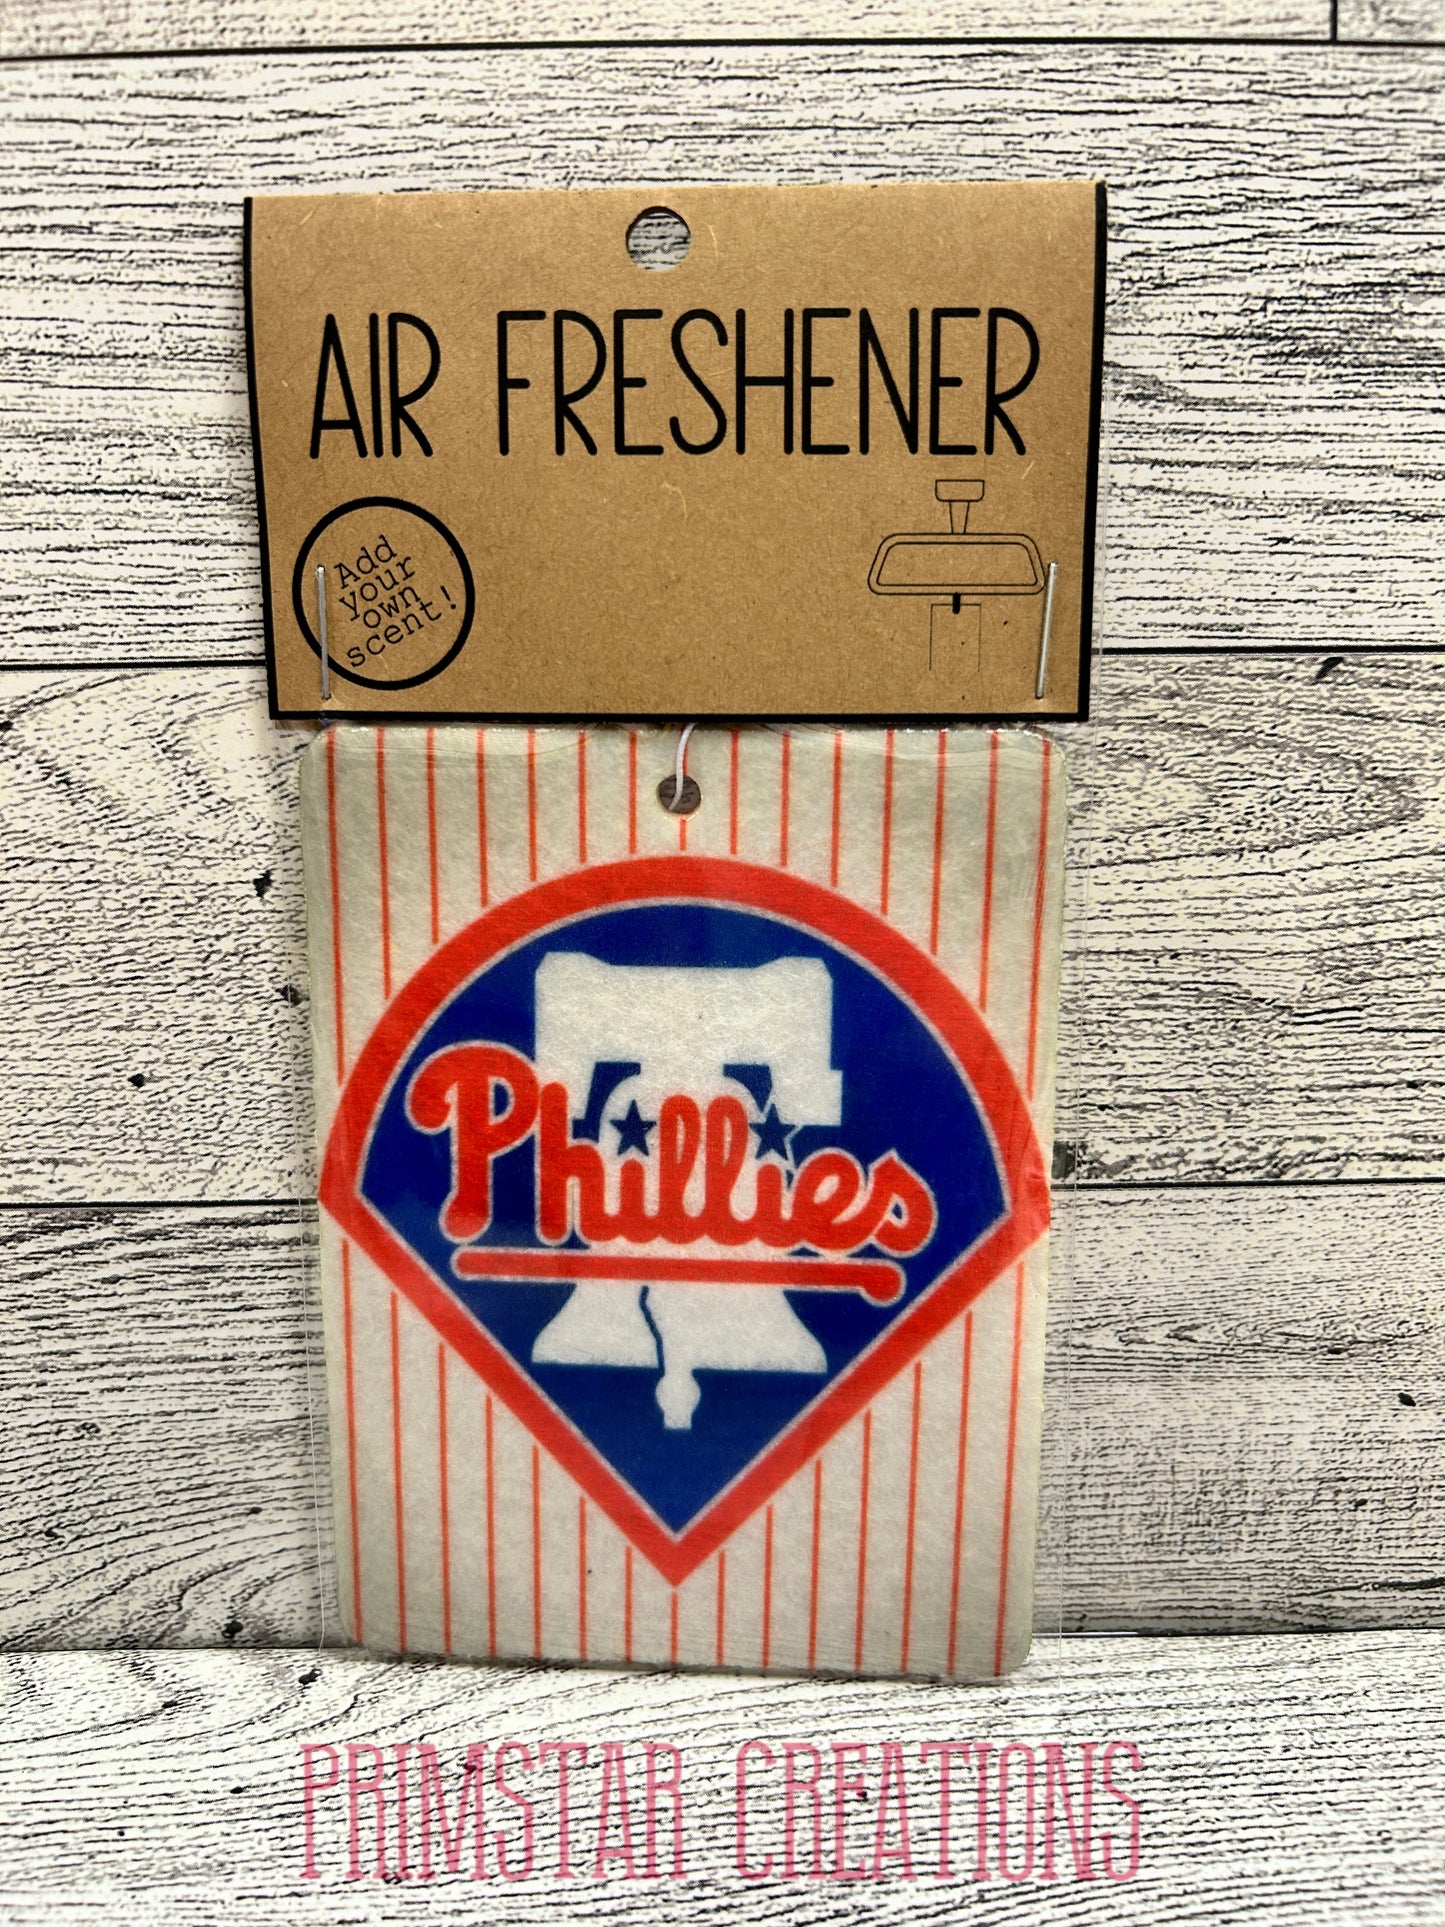 AIR FRESHENER
Add
your
own
scent!
Phillies
PRIMSTAR CREATIONS